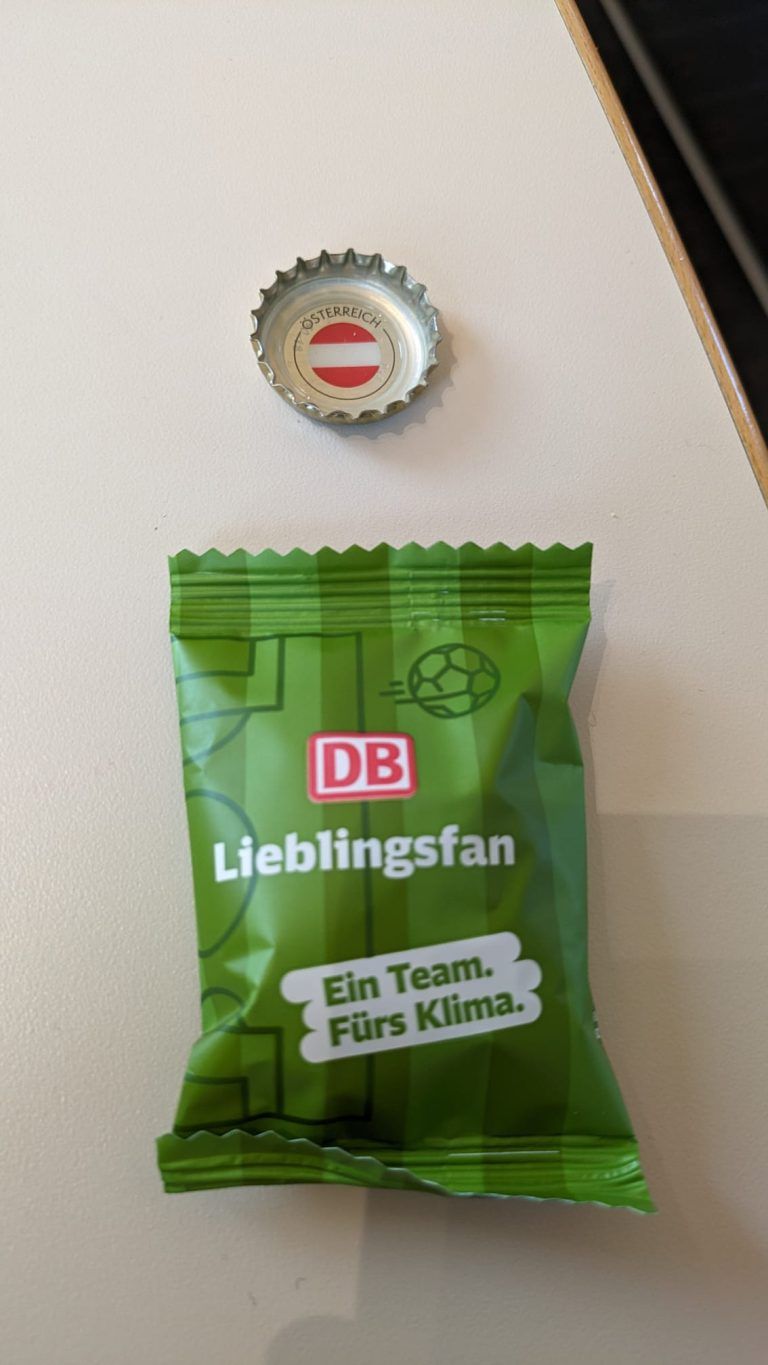 ÖSTERREICH
DB
Lieblingsfan
Ein Team.
Fürs Klima.